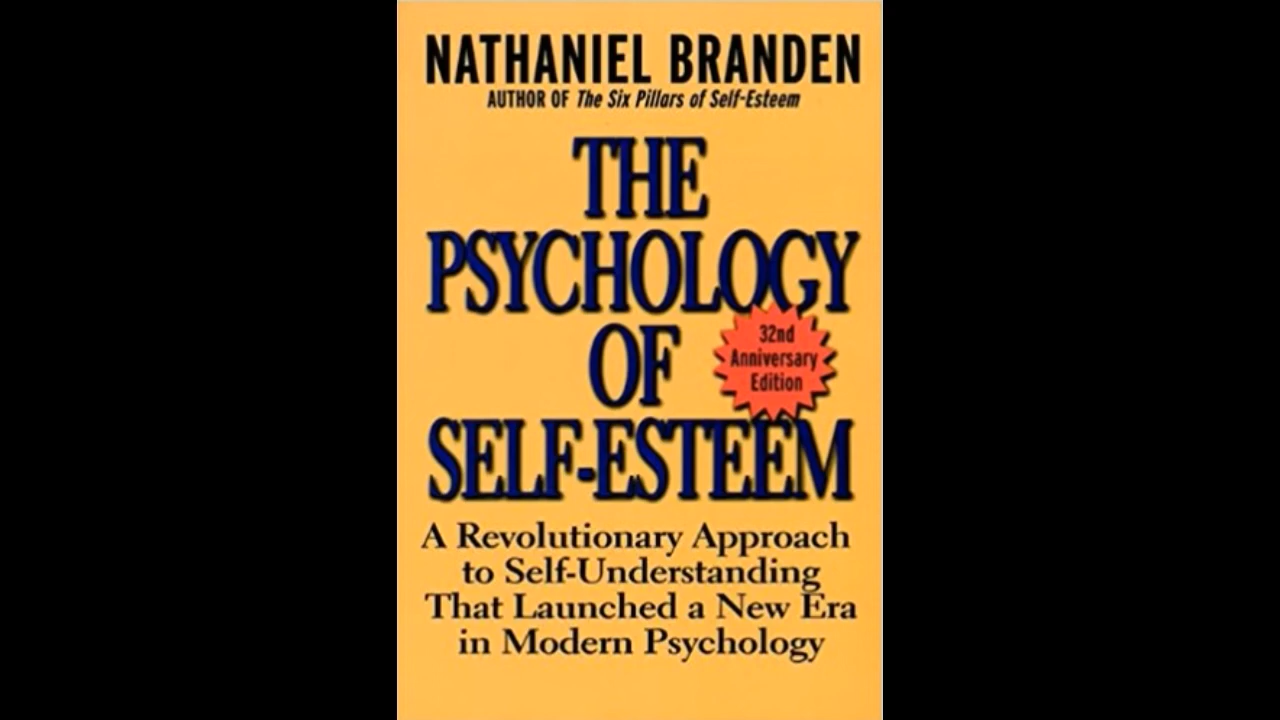 NATHANIEL BRANDEN
AUTHOR OF The Six Pillars of Self-Esteem
THE
PSYCHOLOGY
OF
32nd
Anniversary
Edition
SELF-ESTEEM
A Revolutionary Approach
to Self-Understanding
That Launched a New Era
in Modern Psychology